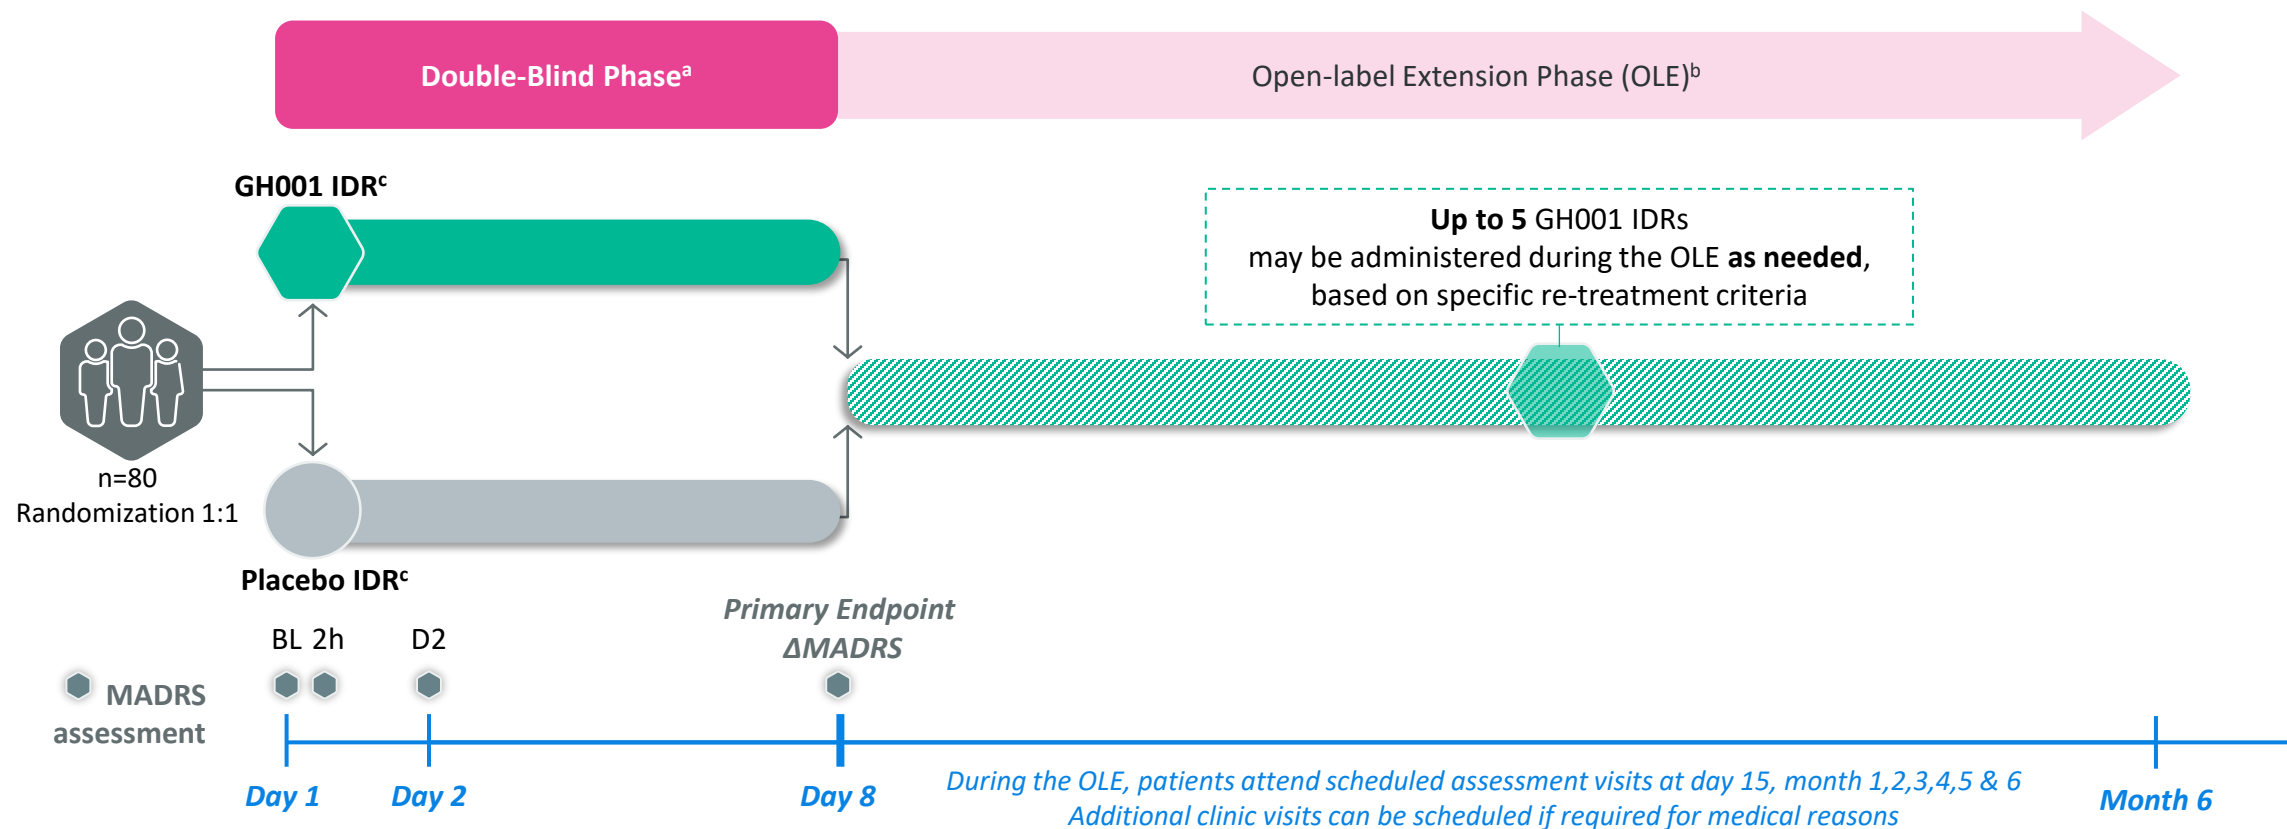 Double-Blind Phaseᵃ
Open-label Extension Phase (OLE)ᵇ
GH001 IDRᶜ
Up to 5 GH001 IDRs
may be administered during the OLE as needed,
based on specific re-treatment criteria
n=80
Randomization 1:1
Placebo IDRᶜ
Primary Endpoint
ΔMADRS
BL 2h D2
MADRS
assessment
Day 1
Day 2
Day 8
During the OLE, patients attend scheduled assessment visits at day 15, month 1,2,3,4,5 & 6
Additional clinic visits can be scheduled if required for medical reasons
Month 6